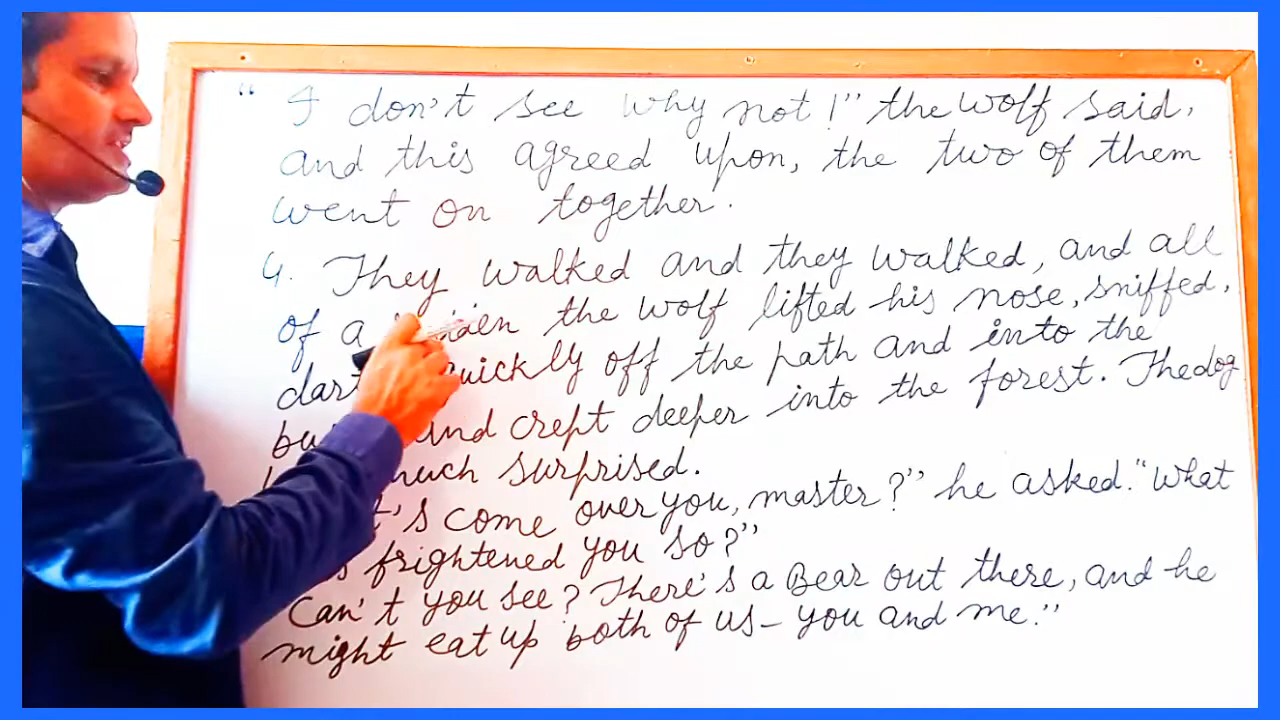 " I don't see why not!" the wolf said,
and this agreed upon, the two of them
went on together.
4. They walked and they walked, and all
of a the wolf lifted his nose, sniffed,
quickly off the path and into the
and crept deeper into the forest. The dog
much surprised.
come over you, master?" he asked. "What
frightened you so?"
Can't you see? There's a Bear out there, and he
might eat up both of us - you and me."